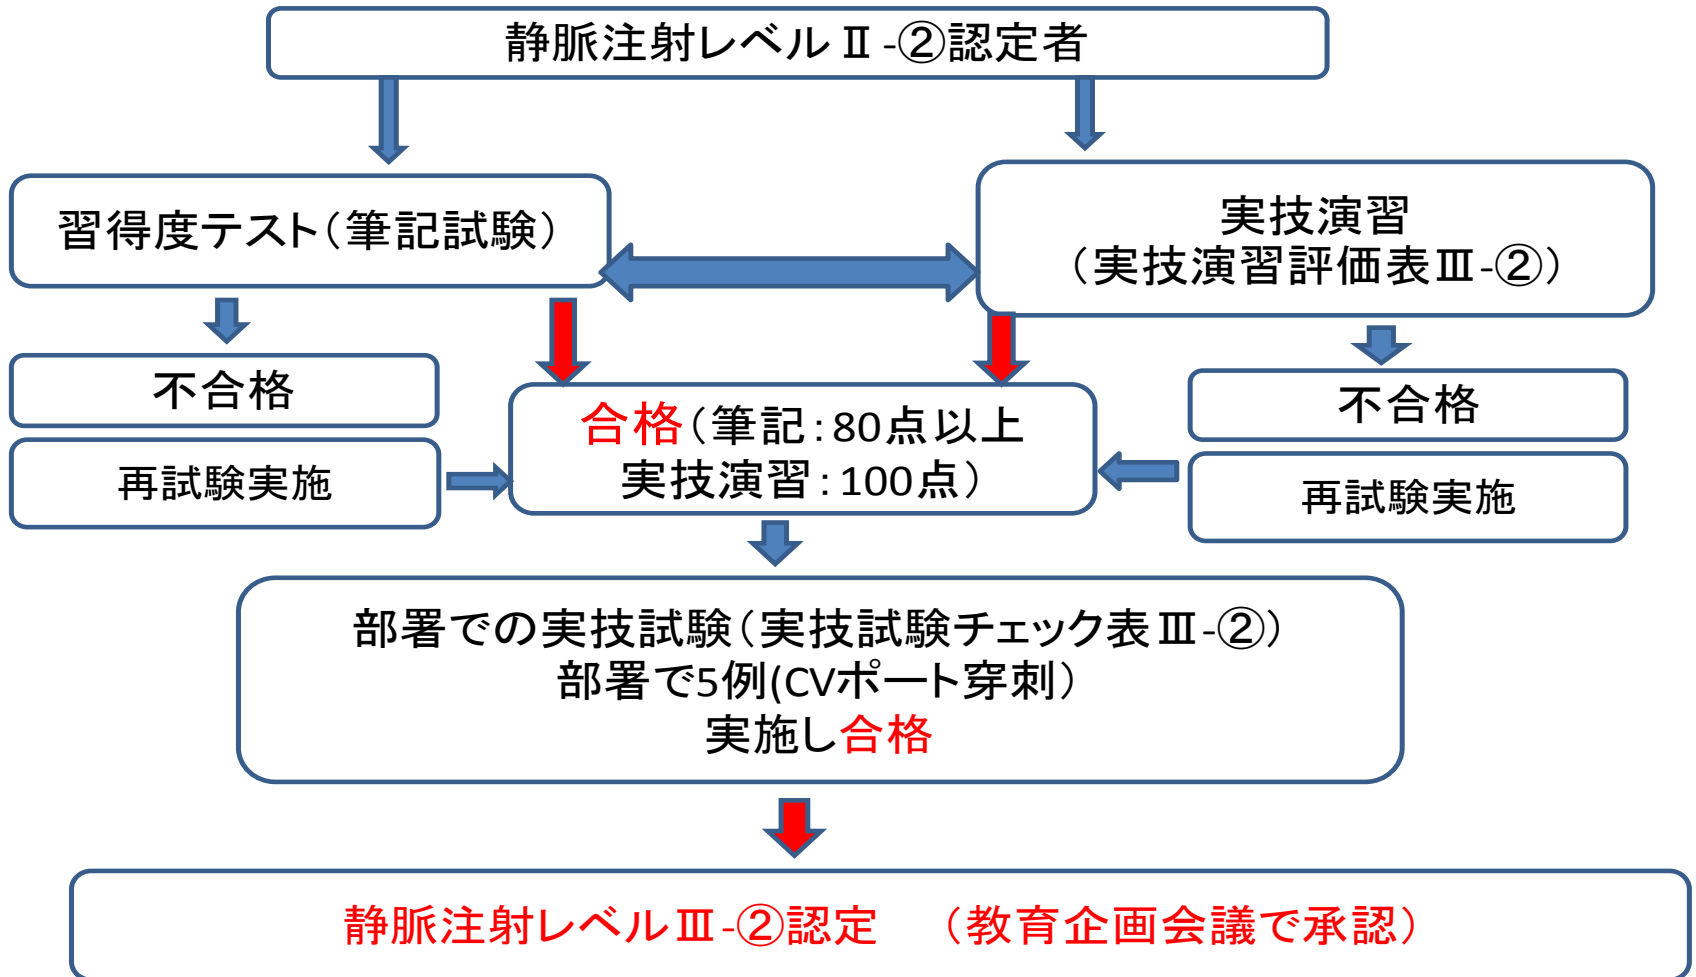 静脈注射レベルⅡ-②認定者
習得度テスト(筆記試験)
実技演習
(実技演習評価表Ⅲ-②)
不合格
再試験実施
合格(筆記:80点以上
実技演習:100点)
不合格
再試験実施
部署での実技試験(実技試験チェック表Ⅲ-②)
部署で5例(CVポート穿刺)
実施し合格
静脈注射レベルⅢ-②認定 (教育企画会議で承認)